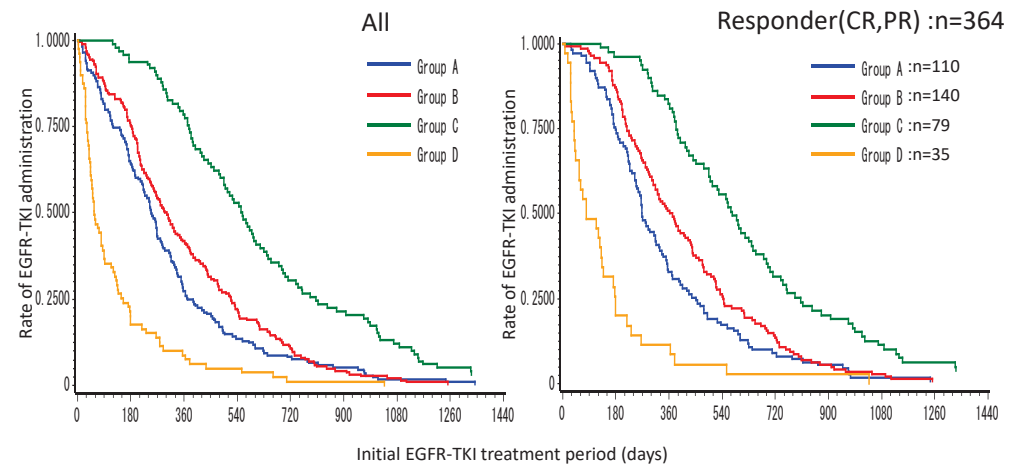 All
Rate of EGFR-TKI administration
1.0000
0.7500
0.5000
0.2500
0
Group A
Group B
Group C
Group D
0 180 360 540 720 900 1080 1260 1440
Responder(CR,PR) :n=364
Rate of EGFR-TKI administration
1.0000
0.7500
0.5000
0.2500
0
Group A :n=110
Group B :n=140
Group C :n=79
Group D :n=35
0 180 360 540 720 900 1080 1260 1440
Initial EGFR-TKI treatment period (days)